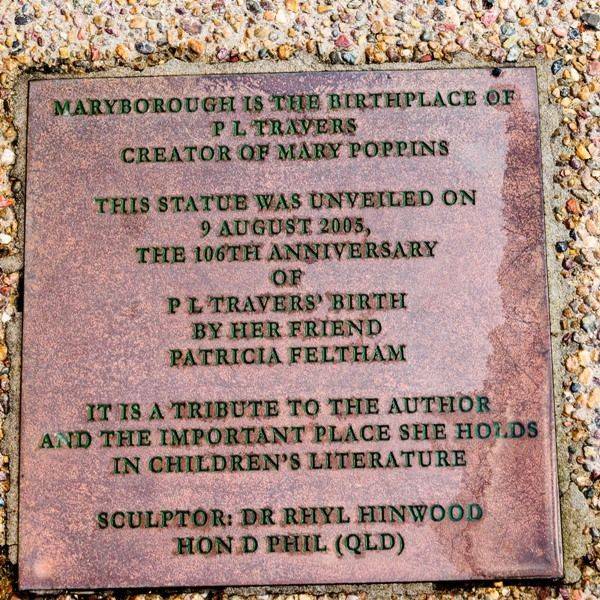 MARYBOROUGH IS THE BIRTHPLACE OF
P L TRAVERS
CREATOR OF MARY POPPINS
THIS STATUE WAS UNVEILED ON
9 AUGUST 2005,
THE 106TH ANNIVERSARY
OF
P L TRAVERS' BIRTH
BY HER FRIEND
PATRICIA FELTHAM
IT IS A TRIBUTE TO THE AUTHOR
AND THE IMPORTANT PLACE SHE HOLDS
IN CHILDREN'S LITERATURE
SCULPTOR: DR RHYL HINWOOD
HON D PHIL (QLD)